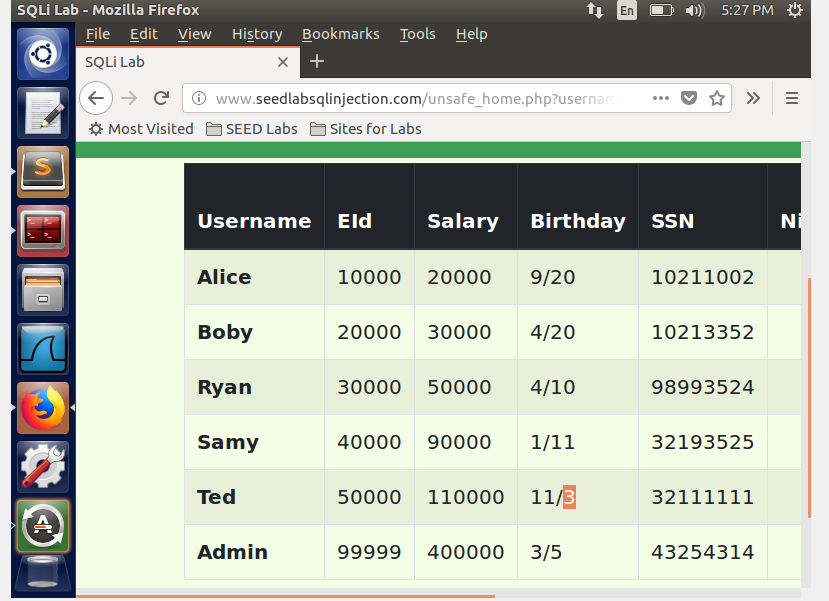 SQLi Lab - Mozilla Firefox En 5:27 PM
File Edit View History Bookmarks Tools Help
SQLi Lab
www.seedlabsqlinjection.com/unsafe_home.php?usernam
Most Visited SEED Labs Sites for Labs
Username EId Salary Birthday SSN Ni
Alice 10000 20000 9/20 10211002
Boby 20000 30000 4/20 10213352
Ryan 30000 50000 4/10 98993524
Samy 40000 90000 1/11 32193525
Ted 50000 110000 11/3 32111111
Admin 99999 400000 3/5 43254314